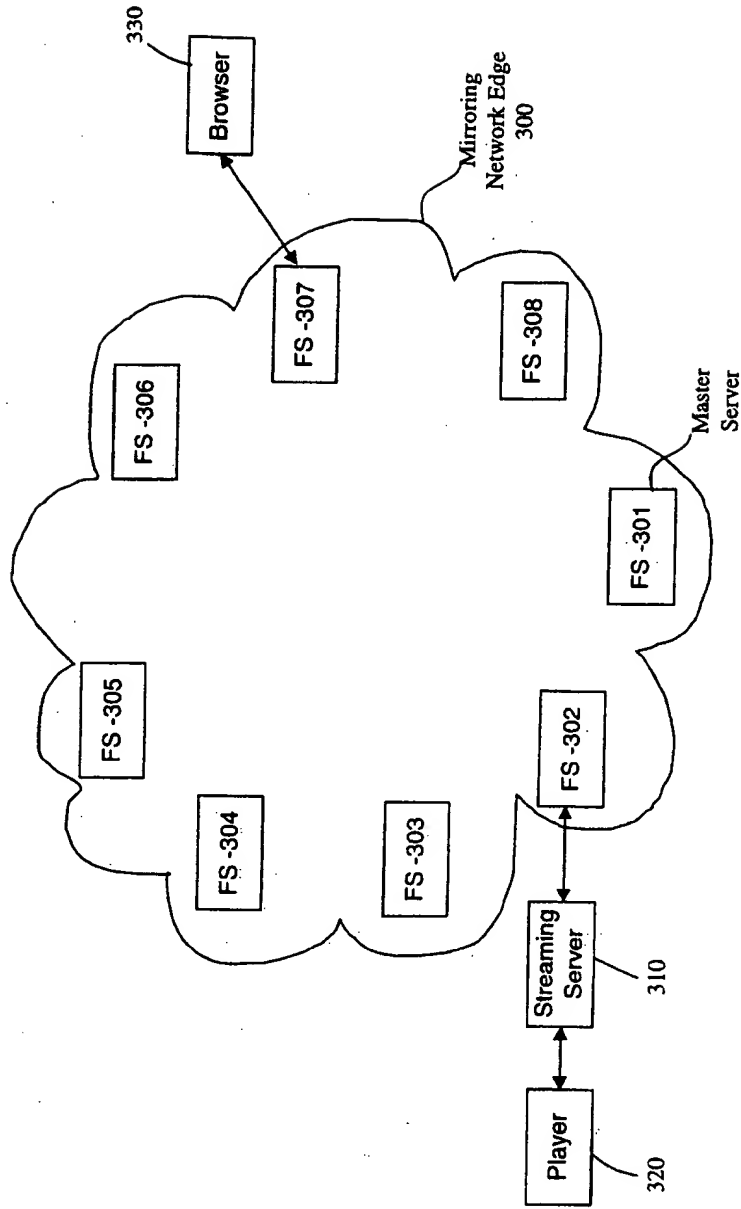 330
Browser
Mirroring
Network Edge
300
FS -307
FS -306
FS -308
FS -305
FS -301
Master
Server
FS -304
FS -303
FS -302
Streaming
Server
310
Player
320